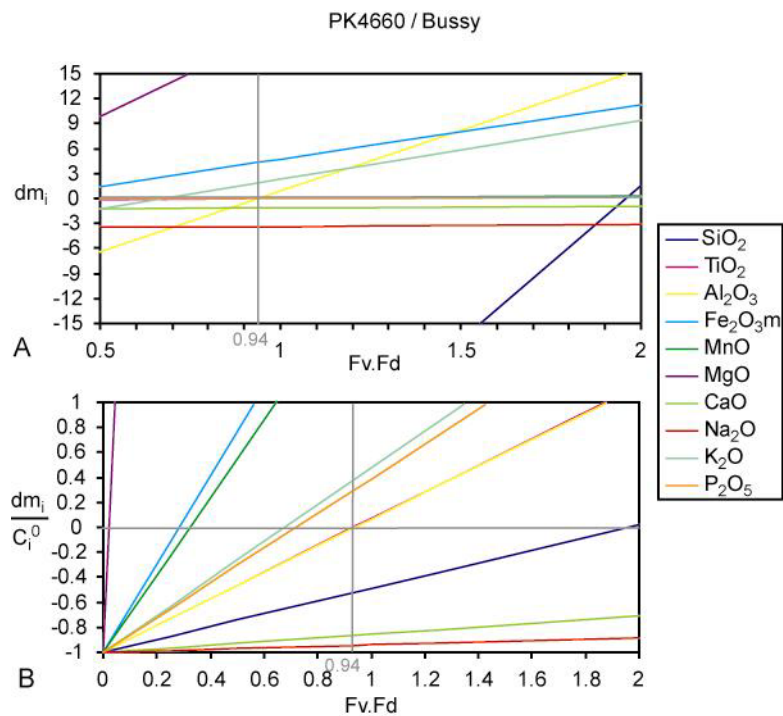 PK4660 / Bussy
15
12
9
6
3
0
-3
-6
-9
-12
-15
dmᵢ
A
0.5
0.94
1
1.5
2
Fv.Fd
SiO₂
TiO₂
Al₂O₃
Fe₂O₃m
MnO
MgO
CaO
Na₂O
K₂O
P₂O₅
1
0.8
0.6
0.4
0.2
0
-0.2
-0.4
-0.6
-0.8
-1
dmᵢ
Cᵢ⁰
B
0
0.2
0.4
0.6
0.8
0.94
1
1.2
1.4
1.6
1.8
2
Fv.Fd